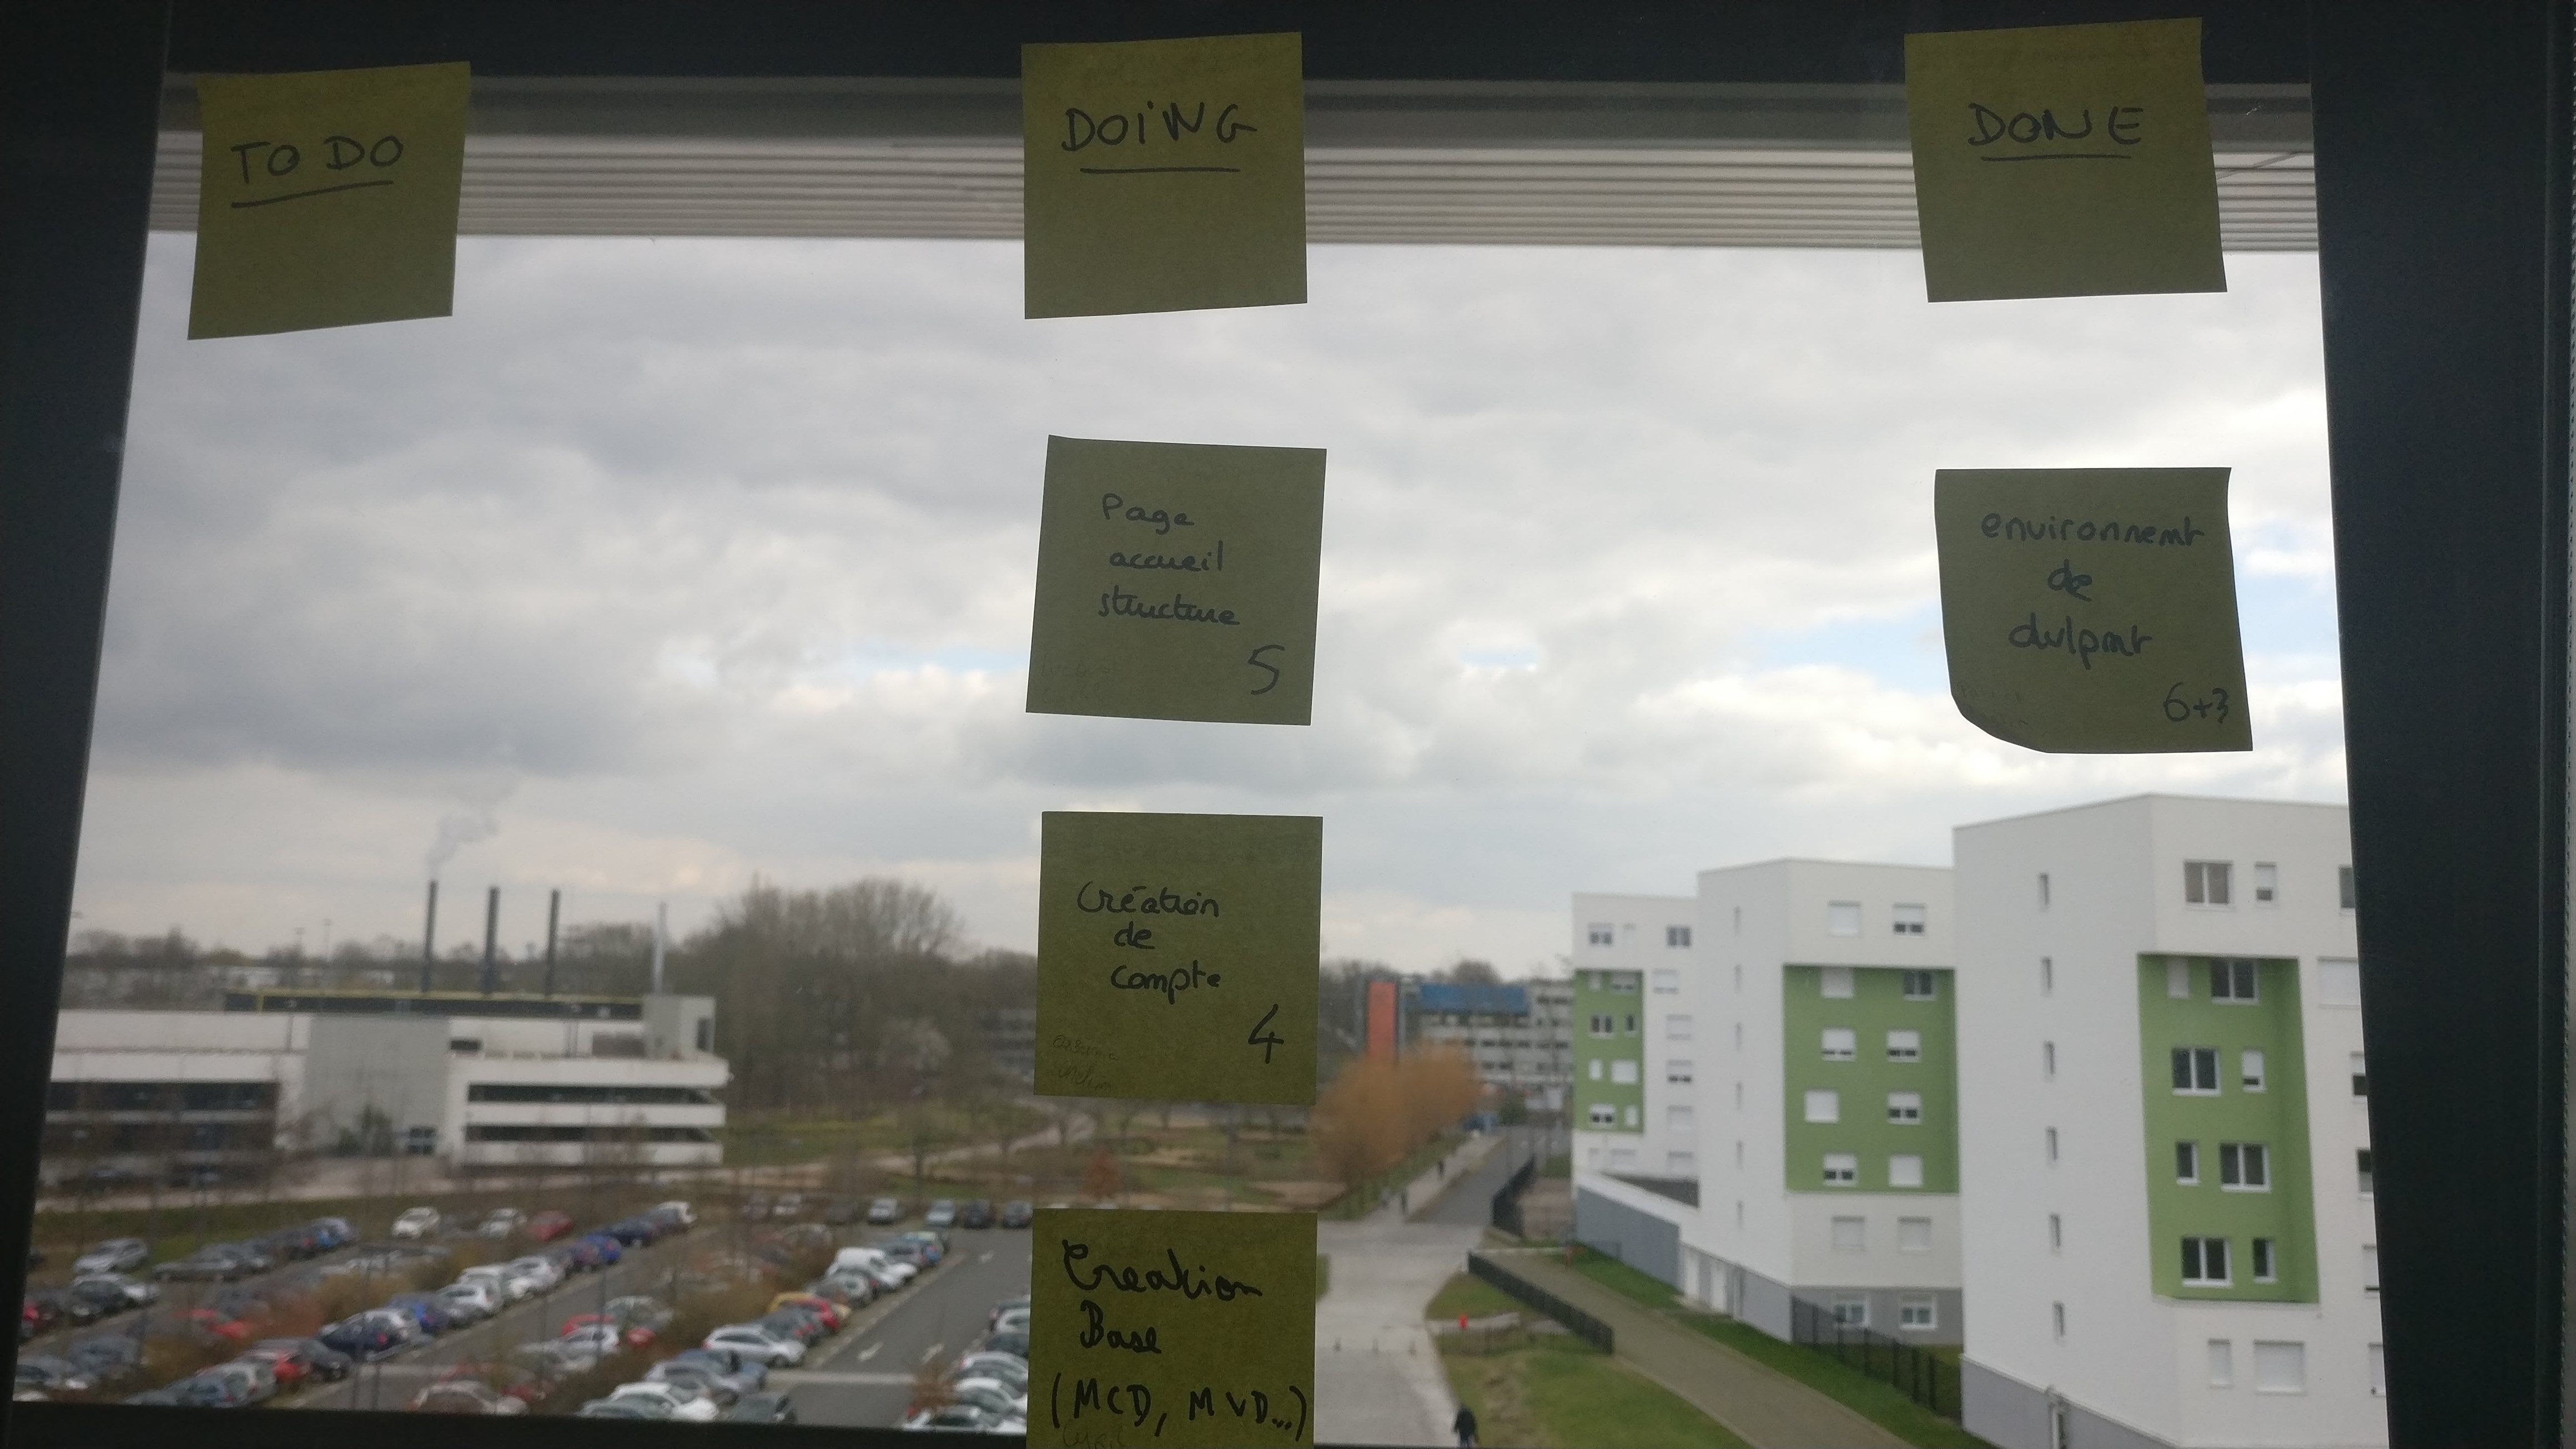 TO DO
DOING
DONE
Page
accueil
structure
5
Création
de
compte
4
Creation
Base
(MCD, MVD...)
environnemt
de
dvlpmt
6+3